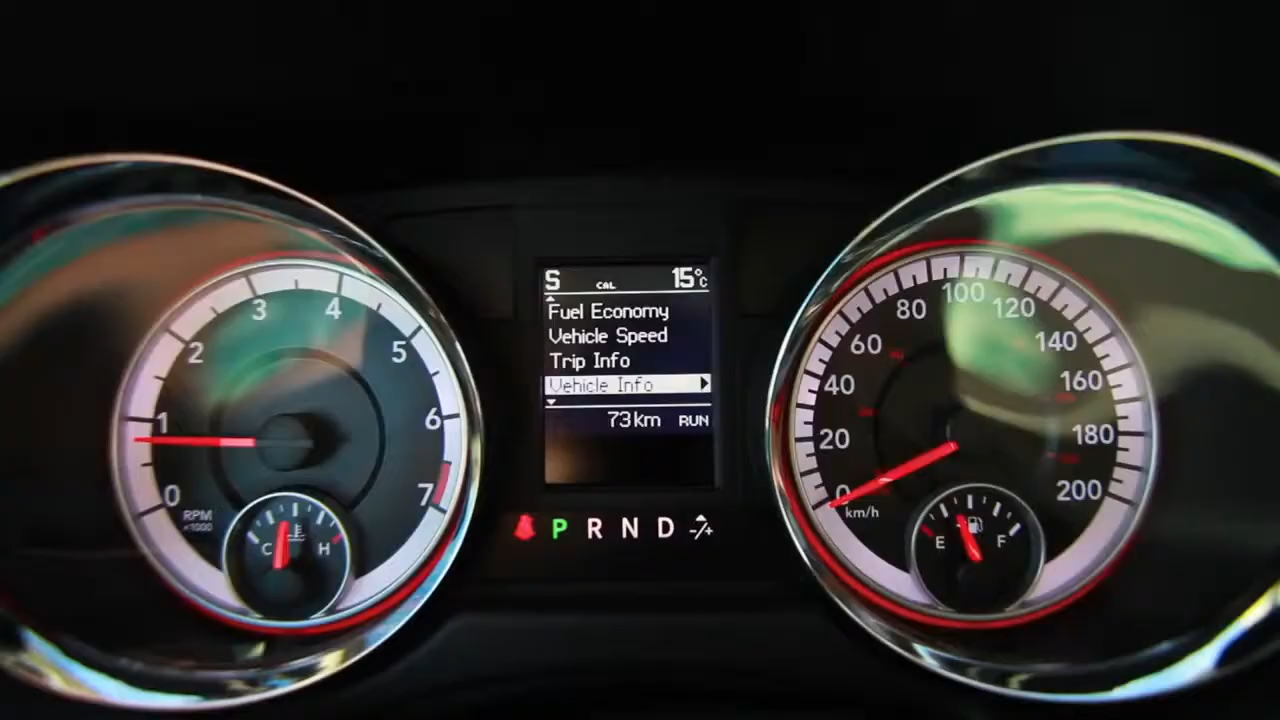 S CAL 15°C
Fuel Economy
Vehicle Speed
Trip Info
Vehicle Info
73km RUN
P R N D -/+
0 1 2 3 4 5 6 7
RPM
x1000
C H
0 20 40 60 80 100 120 140 160 180 200
km/h
E F